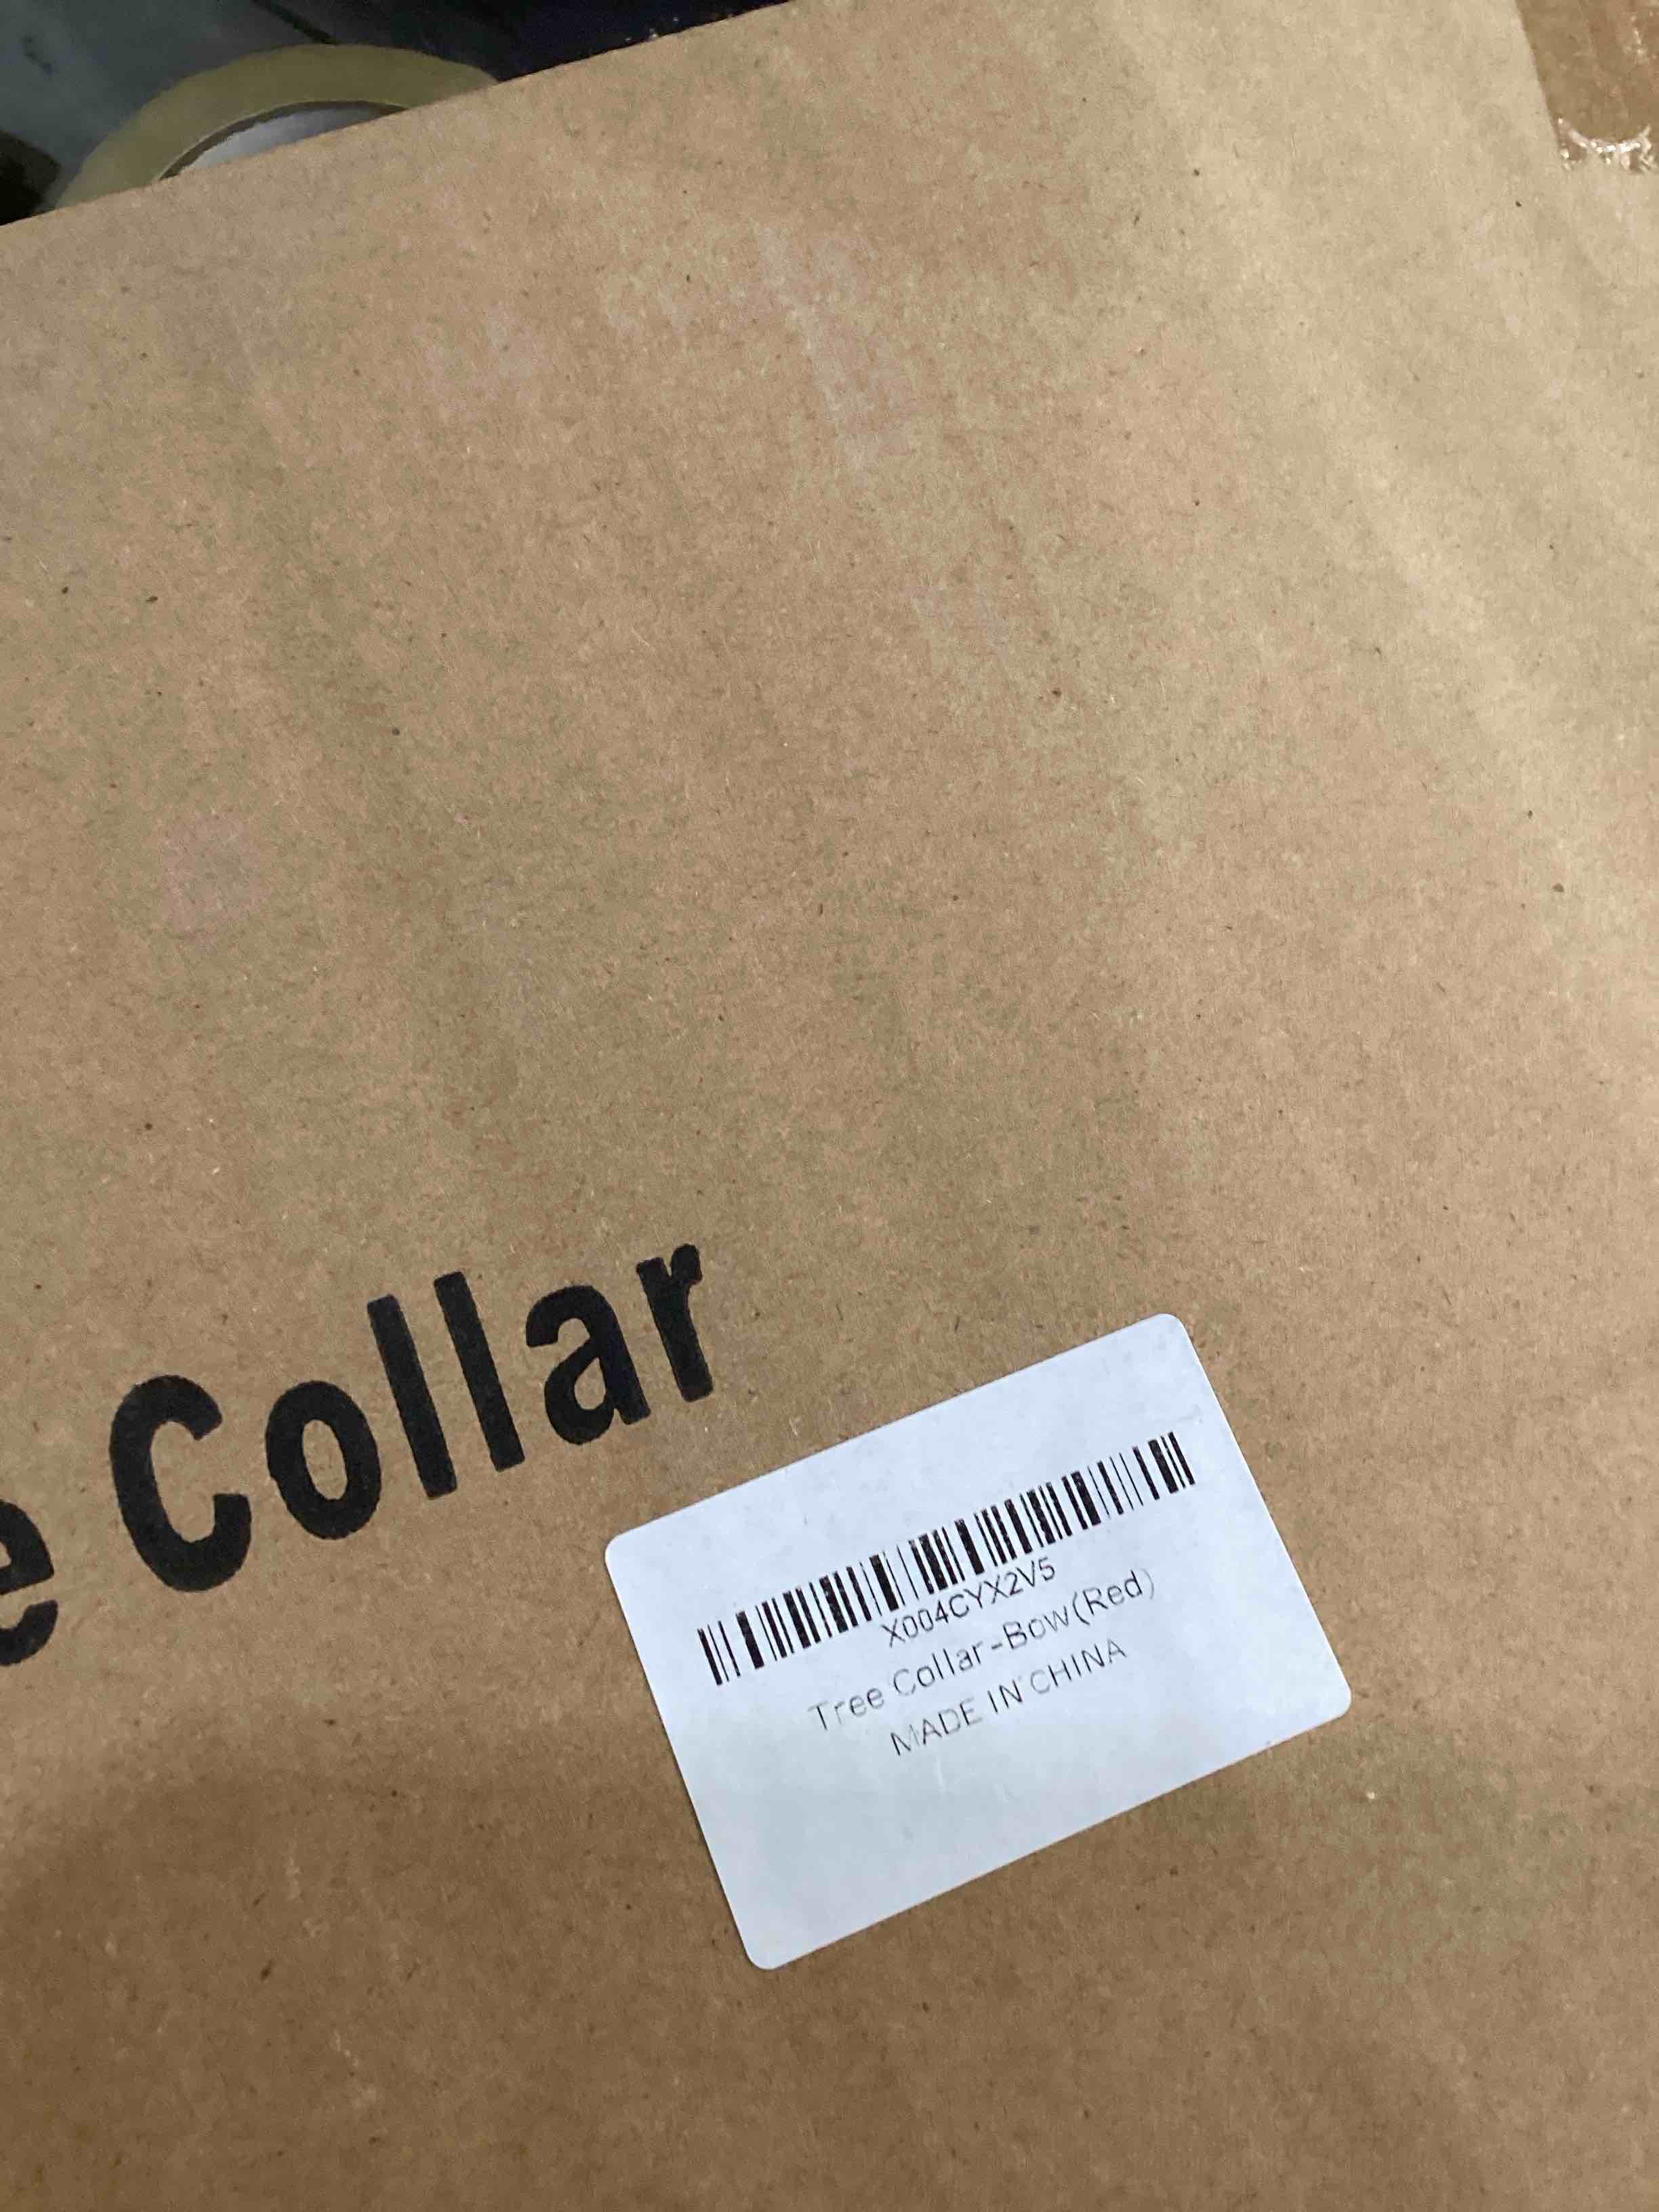 e Collar
X004CYX2V5
Tree Collar-Bow(Red)
MADE IN CHINA